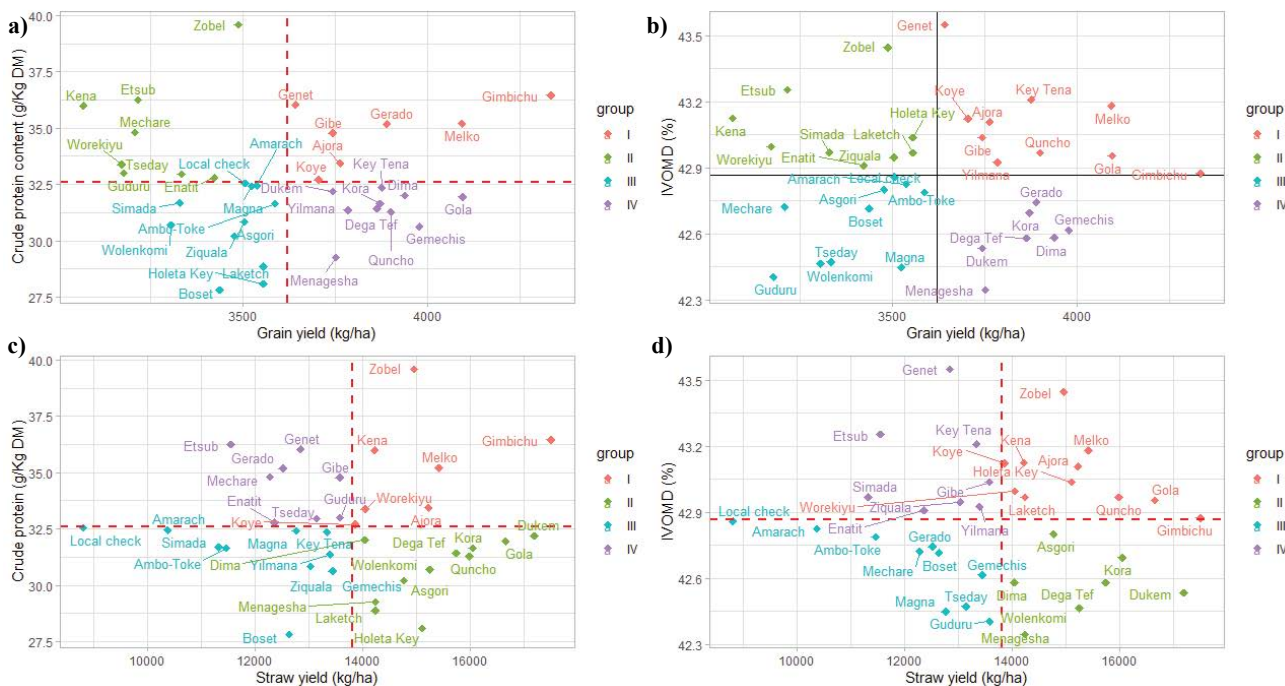 a)
Crude protein content (g/Kg DM)
40.0
37.5
35.0
32.5
30.0
27.5
Zobel
Kena
Etsub
Mechare
Worekiyu
Tseday
Guduru
Enatit
Local check
Amarach
Genet
Gibe
Gerado
Gimbichu
Melko
Ajora
Koye
Key Tena
Dukem
Kora
Dima
Simada
Magna
Ambo-Toke
Yilmana
Gola
Wolenkomi
Ziquala
Asgori
Dega Tef
Gemechis
Quncho
Holeta Key
Laketch
Menagesha
Boset
3500
4000
Grain yield (kg/ha)
group
I
II
III
IV
b)
IVOMD (%)
43.5
43.2
42.9
42.6
42.3
Genet
Zobel
Etsub
Koye
Key Tena
Holeta Key
Ajora
Melko
Kena
Simada
Laketch
Worekiyu
Enatit
Ziquala
Gibe
Quncho
Yilmana
Gola
Gimbichu
Amarach
Local check
Asgori
Ambo-Toke
Gerado
Mechare
Boset
Kora
Gemechis
Dega Tef
Dima
Tseday
Magna
Dukem
Wolenkomi
Guduru
Menagesha
3500
4000
Grain yield (kg/ha)
group
I
II
III
IV
c)
Crude protein (g/Kg DM)
40.0
37.5
35.0
32.5
30.0
27.5
Zobel
Etsub
Genet
Kena
Gimbichu
Gerado
Gibe
Melko
Mechare
Enatit
Tseday
Guduru
Worekiyu
Koye
Ajora
Amarach
Dukem
Local check
Simada
Magna
Key Tena
Dega Tef
Kora
Ambo-Toke
Dima
Yilmana
Wolenkomi
Quncho
Gola
Ziquala
Gemechis
Asgori
Menagesha
Laketch
Boset
Holeta Key
10000
12000
14000
16000
Straw yield (kg/ha)
group
I
II
III
IV
d)
IVOMD (%)
43.5
43.2
42.9
42.6
42.3
Genet
Zobel
Etsub
Key Tena
Kena
Melko
Koye
Ajora
Holeta Key
Simada
Gibe
Gola
Worekiyu
Ziquala
Laketch
Quncho
Local check
Enatit
Yilmana
Gimbichu
Amarach
Ambo-Toke
Gerado
Asgori
Mechare
Boset
Gemechis
Kora
Dima
Dega Tef
Dukem
Magna
Tseday
Wolenkomi
Guduru
Menagesha
10000
12000
14000
16000
Straw yield (kg/ha)
group
I
II
III
IV